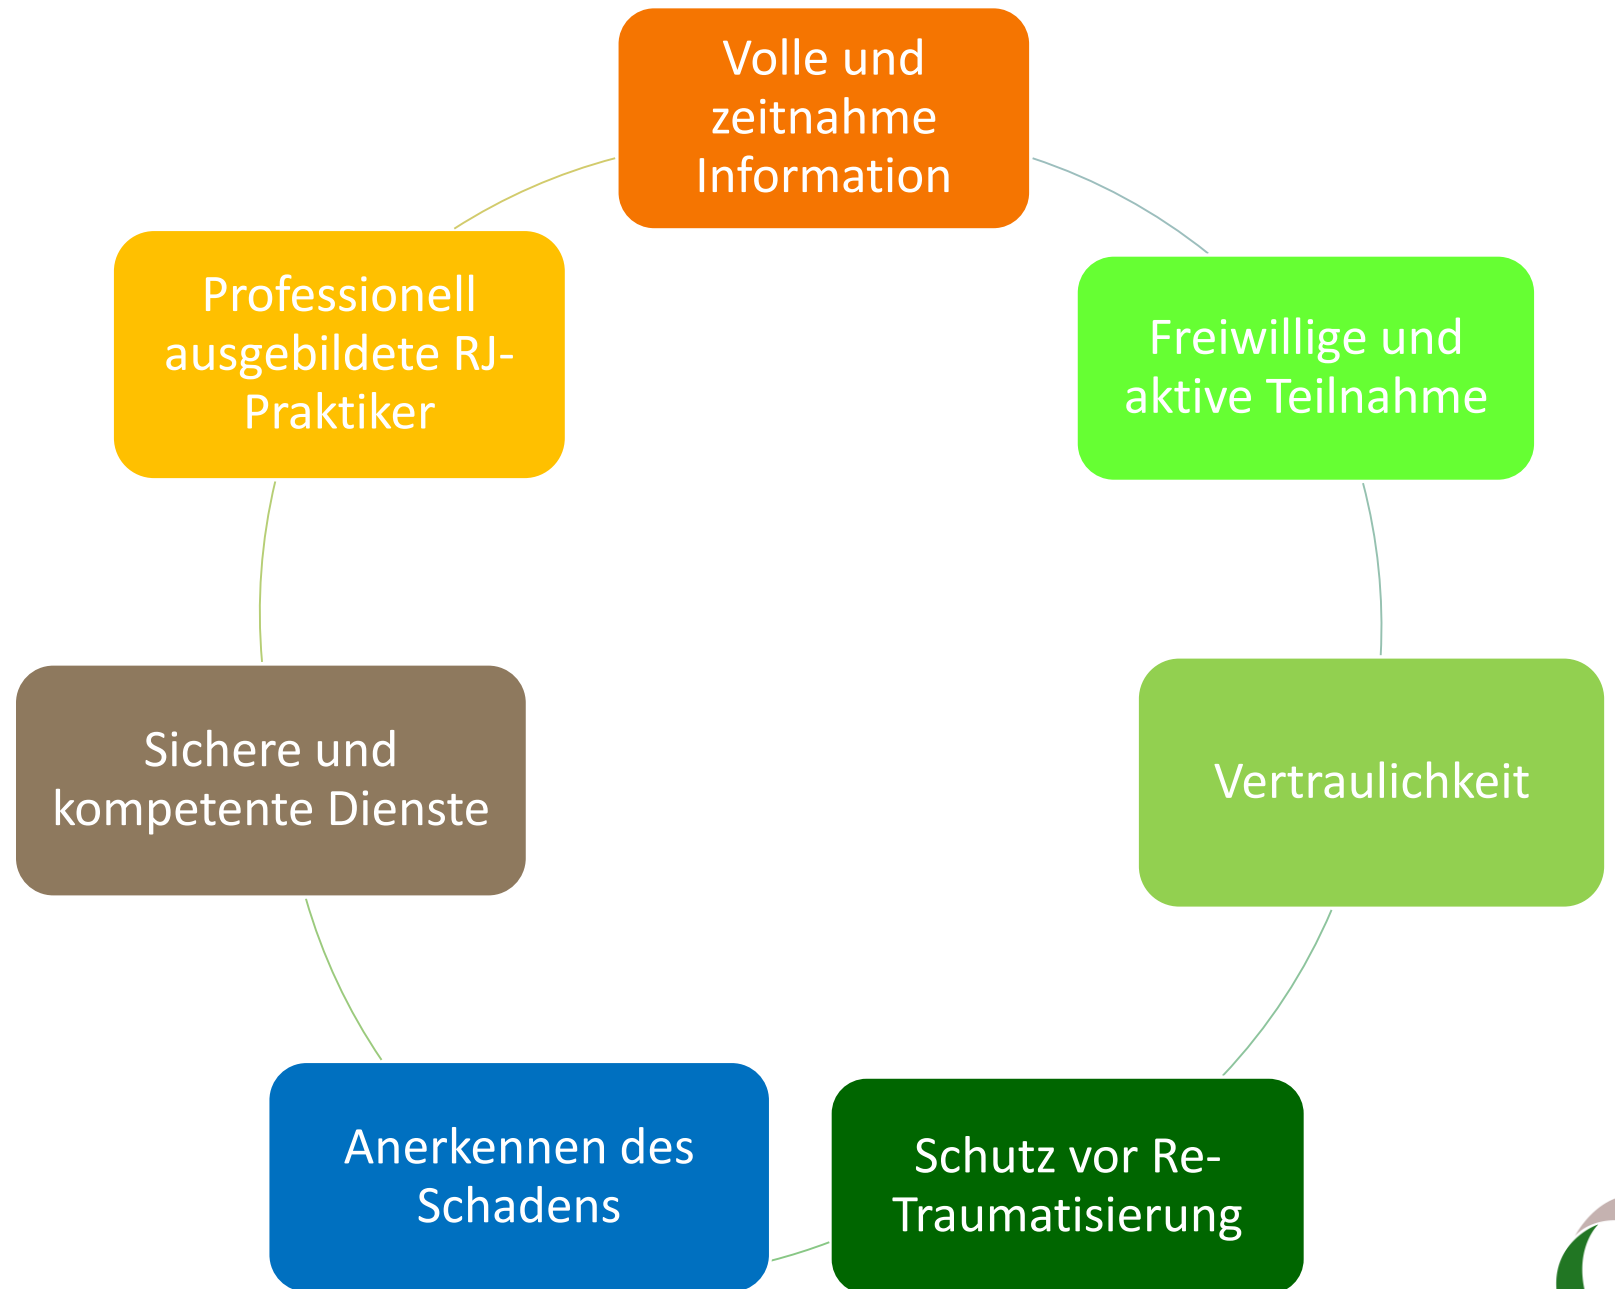 Volle und
zeitnahme
Information
Freiwillige und
aktive Teilnahme
Vertraulichkeit
Schutz vor Re-
Traumatisierung
Anerkennen des
Schadens
Sichere und
kompetente Dienste
Professionell
ausgebildete RJ-
Praktiker